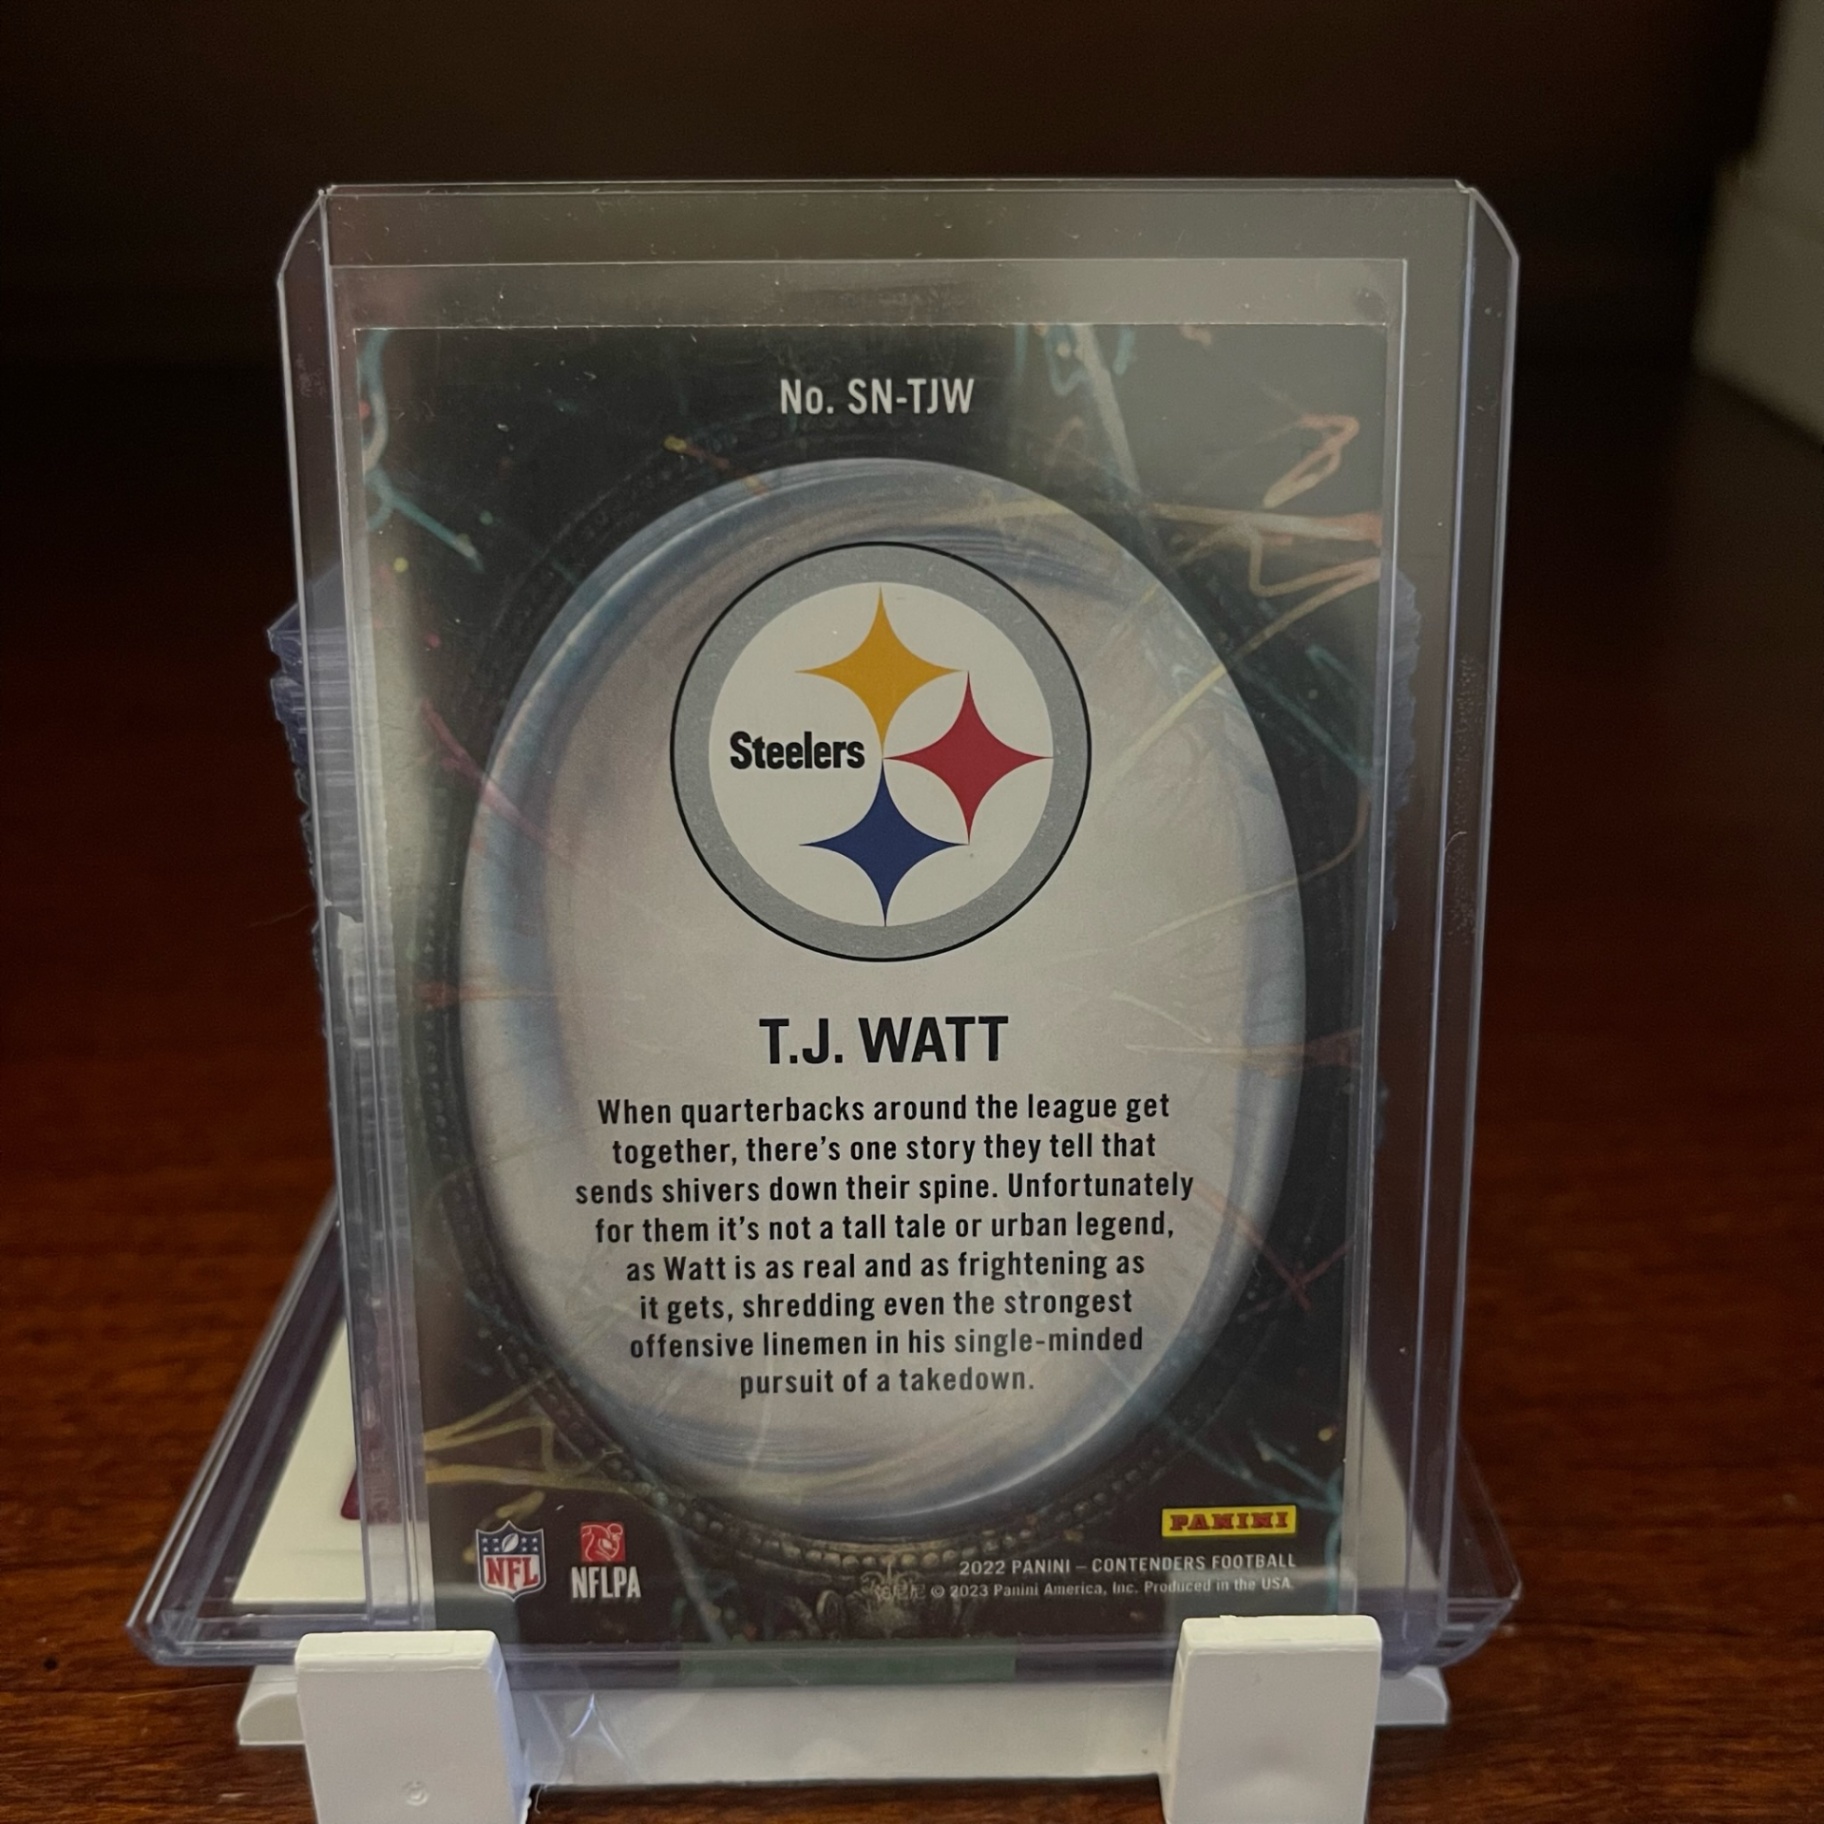 No. SN-TJW
Steelers
T.J. WATT
When quarterbacks around the league get
together, there's one story they tell that
sends shivers down their spine. Unfortunately
for them it's not a tall tale or urban legend,
as Watt is as real and as frightening as
it gets, shredding even the strongest
offensive linemen in his single-minded
pursuit of a takedown.
PANINI
NFL
NFLPA
2022 PANINI – CONTENDERS FOOTBALL
© 2023 Panini America, Inc. Produced in the USA.